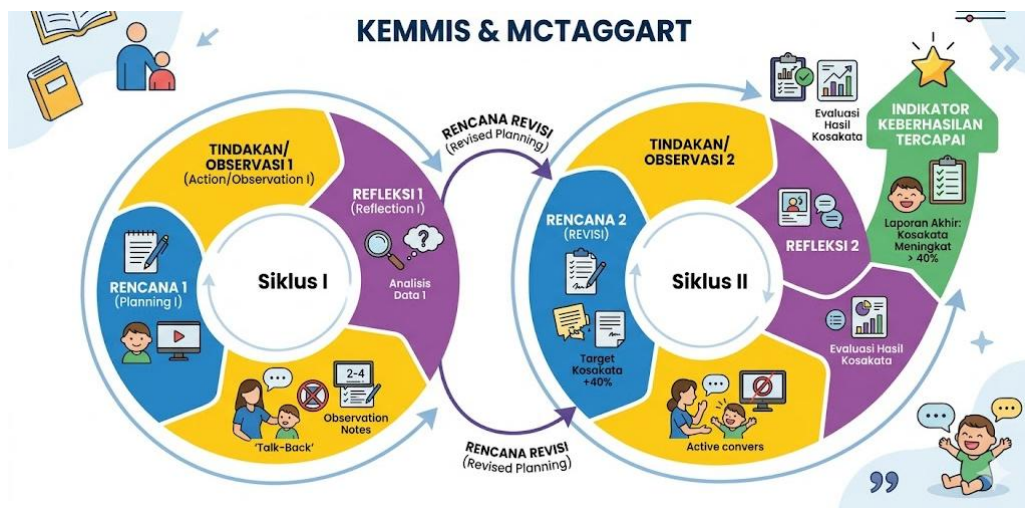 KEMMIS & MCTAGGART
TINDAKAN/
OBSERVASI 1
(Action/Observation I)
REFLEKSI 1
(Reflection I)
Analisis
Data 1
RENCANA 1
(Planning I)
Siklus I
2-4
Observation
Notes
'Talk-Back'
RENCANA REVISI
(Revised Planning)
RENCANA REVISI
(Revised Planning)
TINDAKAN/
OBSERVASI 2
RENCANA 2
(REVISI)
Target
Kosakata
+40%
Siklus II
REFLEKSI 2
Evaluasi Hasil
Kosakata
Active convers
Evaluasi
Hasil
Kosakata
INDIKATOR
KEBERHASILAN
TERCAPAI
Laporan Akhir:
Kosakata
Meningkat
> 40%